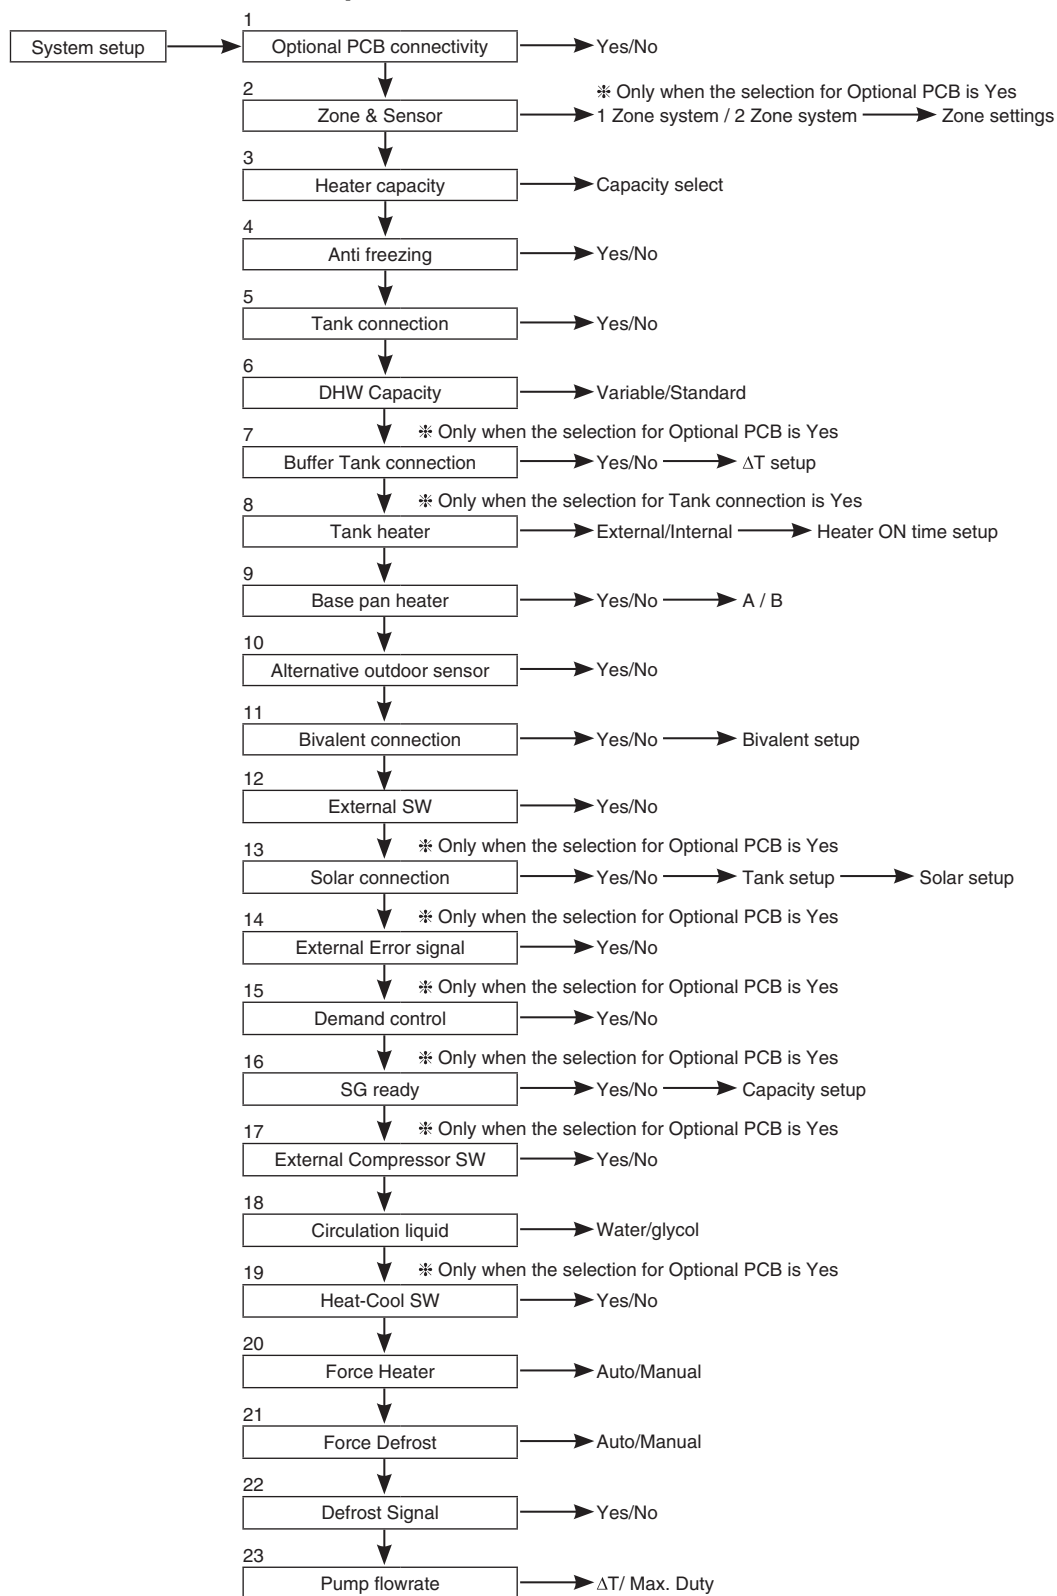 1
System setup
Optional PCB connectivity
Yes/No
2
❉ Only when the selection for Optional PCB is Yes
Zone & Sensor
1 Zone system / 2 Zone system
Zone settings
3
Heater capacity
Capacity select
4
Anti freezing
Yes/No
5
Tank connection
Yes/No
6
DHW Capacity
Variable/Standard
❉ Only when the selection for Optional PCB is Yes
7
Buffer Tank connection
Yes/No
ΔT setup
❉ Only when the selection for Tank connection is Yes
8
Tank heater
External/Internal
Heater ON time setup
9
Base pan heater
Yes/No
A / B
10
Alternative outdoor sensor
Yes/No
11
Bivalent connection
Yes/No
Bivalent setup
12
External SW
Yes/No
❉ Only when the selection for Optional PCB is Yes
13
Solar connection
Yes/No
Tank setup
Solar setup
❉ Only when the selection for Optional PCB is Yes
14
External Error signal
Yes/No
❉ Only when the selection for Optional PCB is Yes
15
Demand control
Yes/No
❉ Only when the selection for Optional PCB is Yes
16
SG ready
Yes/No
Capacity setup
❉ Only when the selection for Optional PCB is Yes
17
External Compressor SW
Yes/No
18
Circulation liquid
Water/glycol
❉ Only when the selection for Optional PCB is Yes
19
Heat-Cool SW
Yes/No
20
Force Heater
Auto/Manual
21
Force Defrost
Auto/Manual
22
Defrost Signal
Yes/No
23
Pump flowrate
ΔT/ Max. Duty